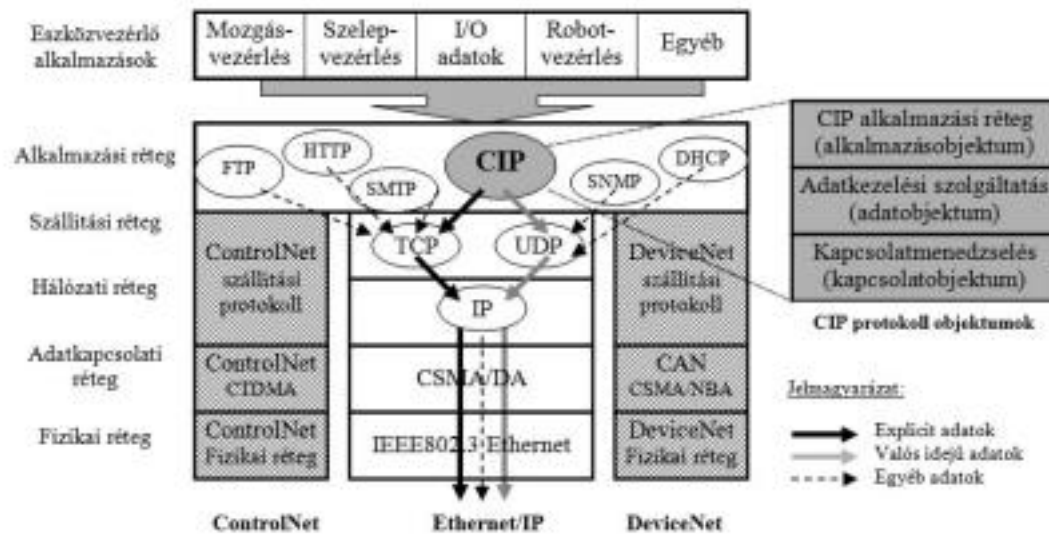 Eszközvezérlő
alkalmazások
Mozgás-
vezérlés
Szelep-
vezérlés
I/O
adatok
Robot-
vezérlés
Egyéb
Alkalmazási réteg
FTP
HTTP
SMTP
CIP
SNMP
DHCP
CIP alkalmazási réteg
(alkalmazásobjektum)
Adatkezelési szolgáltatás
(adatobjektum)
Kapcsolatmenedzselés
(kapcsolatobjektum)
CIP protokoll objektumok
Szállítási réteg
Hálózati réteg
ControlNet
szállítási
protokoll
TCP
UDP
IP
DeviceNet
szállítási
protokoll
Adatkapcsolati
réteg
ControlNet
CTDMA
CSMA/DA
CAN
CSMA/NBA
Fizikai réteg
ControlNet
Fizikai réteg
IEEE802.3 Ethernet
DeviceNet
Fizikai réteg
Jelmagyarázat:
Explicit adatok
Valós idejű adatok
Egyéb adatok
ControlNet
Ethernet/IP
DeviceNet